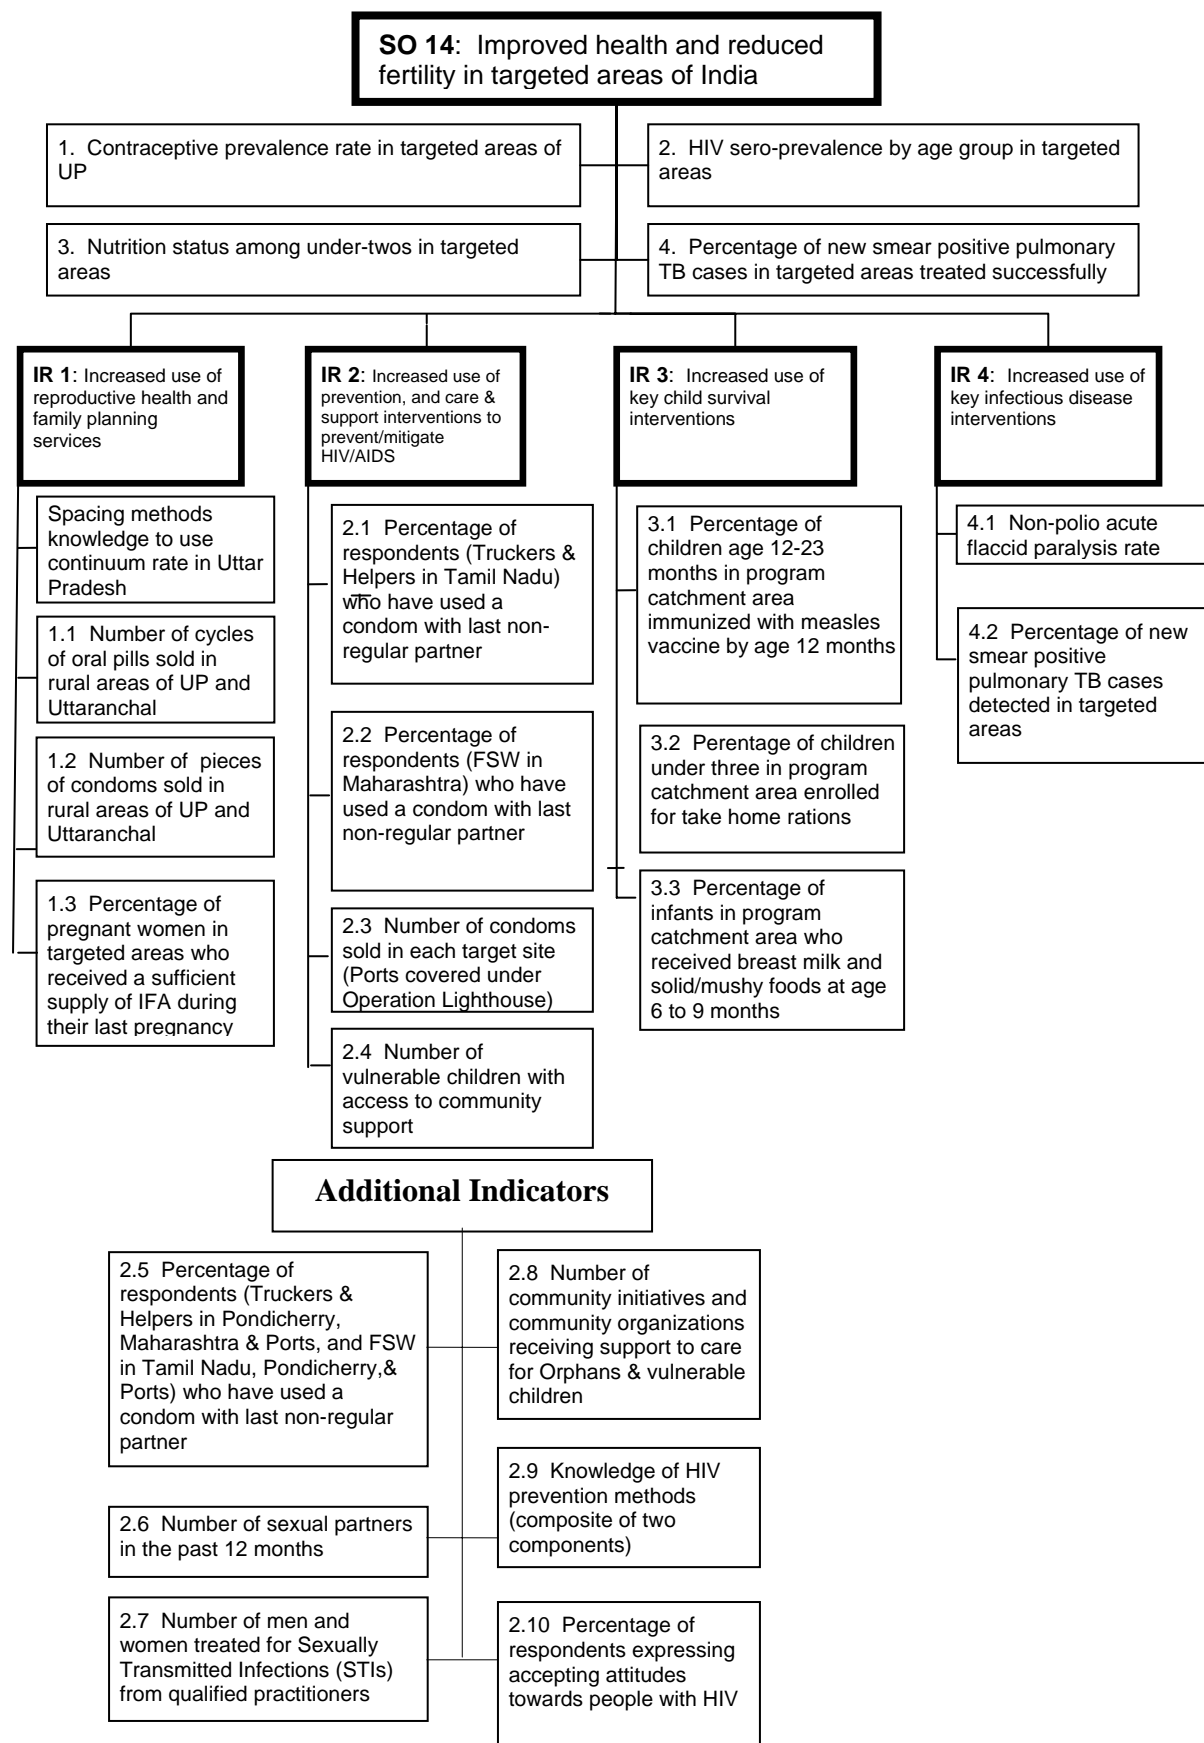 SO 14:  Improved health and reduced
fertility in targeted areas of India
1.  Contraceptive prevalence rate in targeted areas of
UP
2.  HIV sero-prevalence by age group in targeted
areas
3.  Nutrition status among under-twos in targeted
areas
4.  Percentage of new smear positive pulmonary
TB cases in targeted areas treated successfully
IR 1: Increased use of
reproductive health and
family planning
services
IR 2: Increased use of
prevention, and care &
support interventions to
prevent/mitigate
HIV/AIDS
IR 3:  Increased use of
key child survival
interventions
IR 4:  Increased use of
key infectious disease
interventions
Spacing methods
knowledge to use
continuum rate in Uttar
Pradesh
1.1  Number of cycles
of oral pills sold in
rural areas of UP and
Uttaranchal
1.2  Number of  pieces
of condoms sold in
rural areas of UP and
Uttaranchal
1.3  Percentage of
pregnant women in
targeted areas who
received a sufficient
supply of IFA during
their last pregnancy
2.1  Percentage of
respondents (Truckers &
Helpers in Tamil Nadu)
who have used a
condom with last non-
regular partner
2.2  Percentage of
respondents (FSW in
Maharashtra) who have
used a condom with last
non-regular partner
2.3  Number of condoms
sold in each target site
(Ports covered under
Operation Lighthouse)
2.4  Number of
vulnerable children with
access to community
support
3.1  Percentage of
children age 12-23
months in program
catchment area
immunized with measles
vaccine by age 12 months
3.2  Perentage of children
under three in program
catchment area enrolled
for take home rations
3.3  Percentage of
infants in program
catchment area who
received breast milk and
solid/mushy foods at age
6 to 9 months
4.1  Non-polio acute
flaccid paralysis rate
4.2  Percentage of new
smear positive
pulmonary TB cases
detected in targeted
areas
Additional Indicators
2.5  Percentage of
respondents (Truckers &
Helpers in Pondicherry,
Maharashtra & Ports, and FSW
in Tamil Nadu, Pondicherry,&
Ports) who have used a
condom with last non-regular
partner
2.6  Number of sexual partners
in the past 12 months
2.7  Number of men and
women treated for Sexually
Transmitted Infections (STIs)
from qualified practitioners
2.8  Number of
community initiatives and
community organizations
receiving support to care
for Orphans & vulnerable
children
2.9  Knowledge of HIV
prevention methods
(composite of two
components)
2.10  Percentage of
respondents expressing
accepting attitudes
towards people with HIV